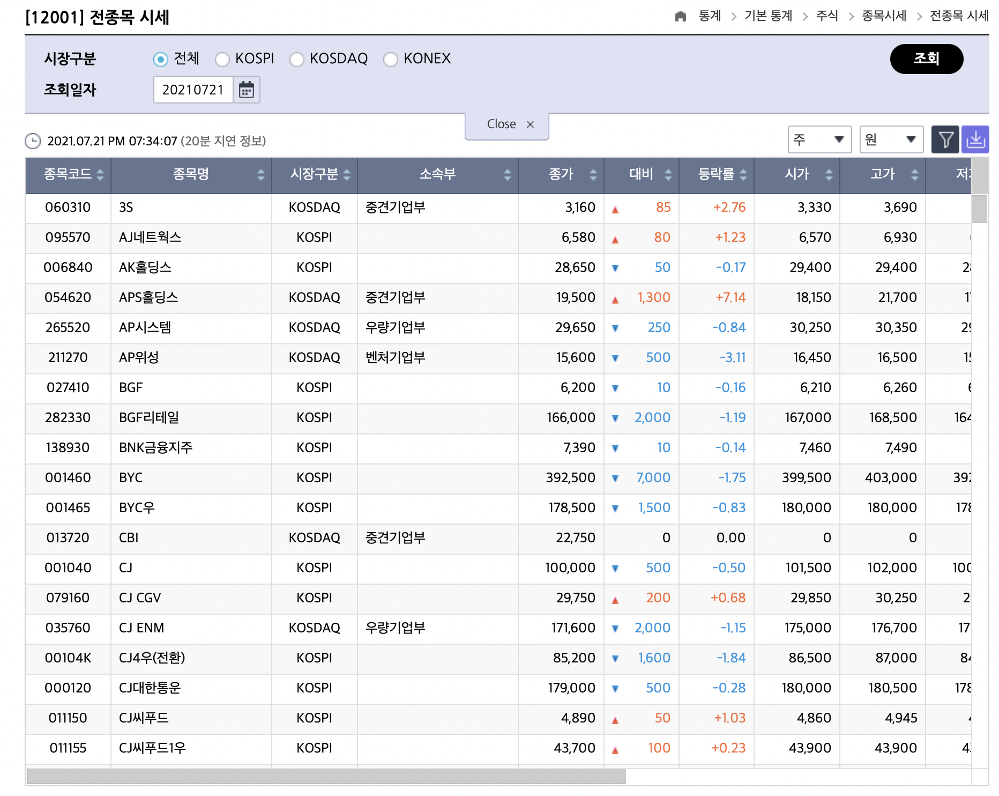 [12001] 전종목 시세
통계 > 기본 통계 > 주식 > 종목시세 > 전종목 시세
시장구분 전체 KOSPI KOSDAQ KONEX 조회
조회일자 20210721
Close ×
2021.07.21 PM 07:34:07 (20분 지연 정보) 주 원
종목코드 종목명 시장구분 소속부 종가 대비 등락률 시가 고가
060310 3S KOSDAQ 중견기업부 3,160 ▲ 85 +2.76 3,330 3,690
095570 AJ네트웍스 KOSPI 6,580 ▲ 80 +1.23 6,570 6,930
006840 AK홀딩스 KOSPI 28,650 ▼ 50 -0.17 29,400 29,400
054620 APS홀딩스 KOSDAQ 중견기업부 19,500 ▲ 1,300 +7.14 18,150 21,700
265520 AP시스템 KOSDAQ 우량기업부 29,650 ▼ 250 -0.84 30,250 30,350
211270 AP위성 KOSDAQ 벤처기업부 15,600 ▼ 500 -3.11 16,450 16,500
027410 BGF KOSPI 6,200 ▼ 10 -0.16 6,210 6,260
282330 BGF리테일 KOSPI 166,000 ▼ 2,000 -1.19 167,000 168,500
138930 BNK금융지주 KOSPI 7,390 ▼ 10 -0.14 7,460 7,490
001460 BYC KOSPI 392,500 ▼ 7,000 -1.75 399,500 403,000
001465 BYC우 KOSPI 178,500 ▼ 1,500 -0.83 180,000 180,000
013720 CBI KOSDAQ 중견기업부 22,750 0 0.00 0 0
001040 CJ KOSPI 100,000 ▼ 500 -0.50 101,500 102,000
079160 CJ CGV KOSPI 29,750 ▲ 200 +0.68 29,850 30,250
035760 CJ ENM KOSDAQ 우량기업부 171,600 ▼ 2,000 -1.15 175,000 176,700
00104K CJ4우(전환) KOSPI 85,200 ▼ 1,600 -1.84 86,500 87,000
000120 CJ대한통운 KOSPI 179,000 ▼ 500 -0.28 180,000 180,500
011150 CJ씨푸드 KOSPI 4,890 ▲ 50 +1.03 4,860 4,945
011155 CJ씨푸드1우 KOSPI 43,700 ▲ 100 +0.23 43,900 43,900